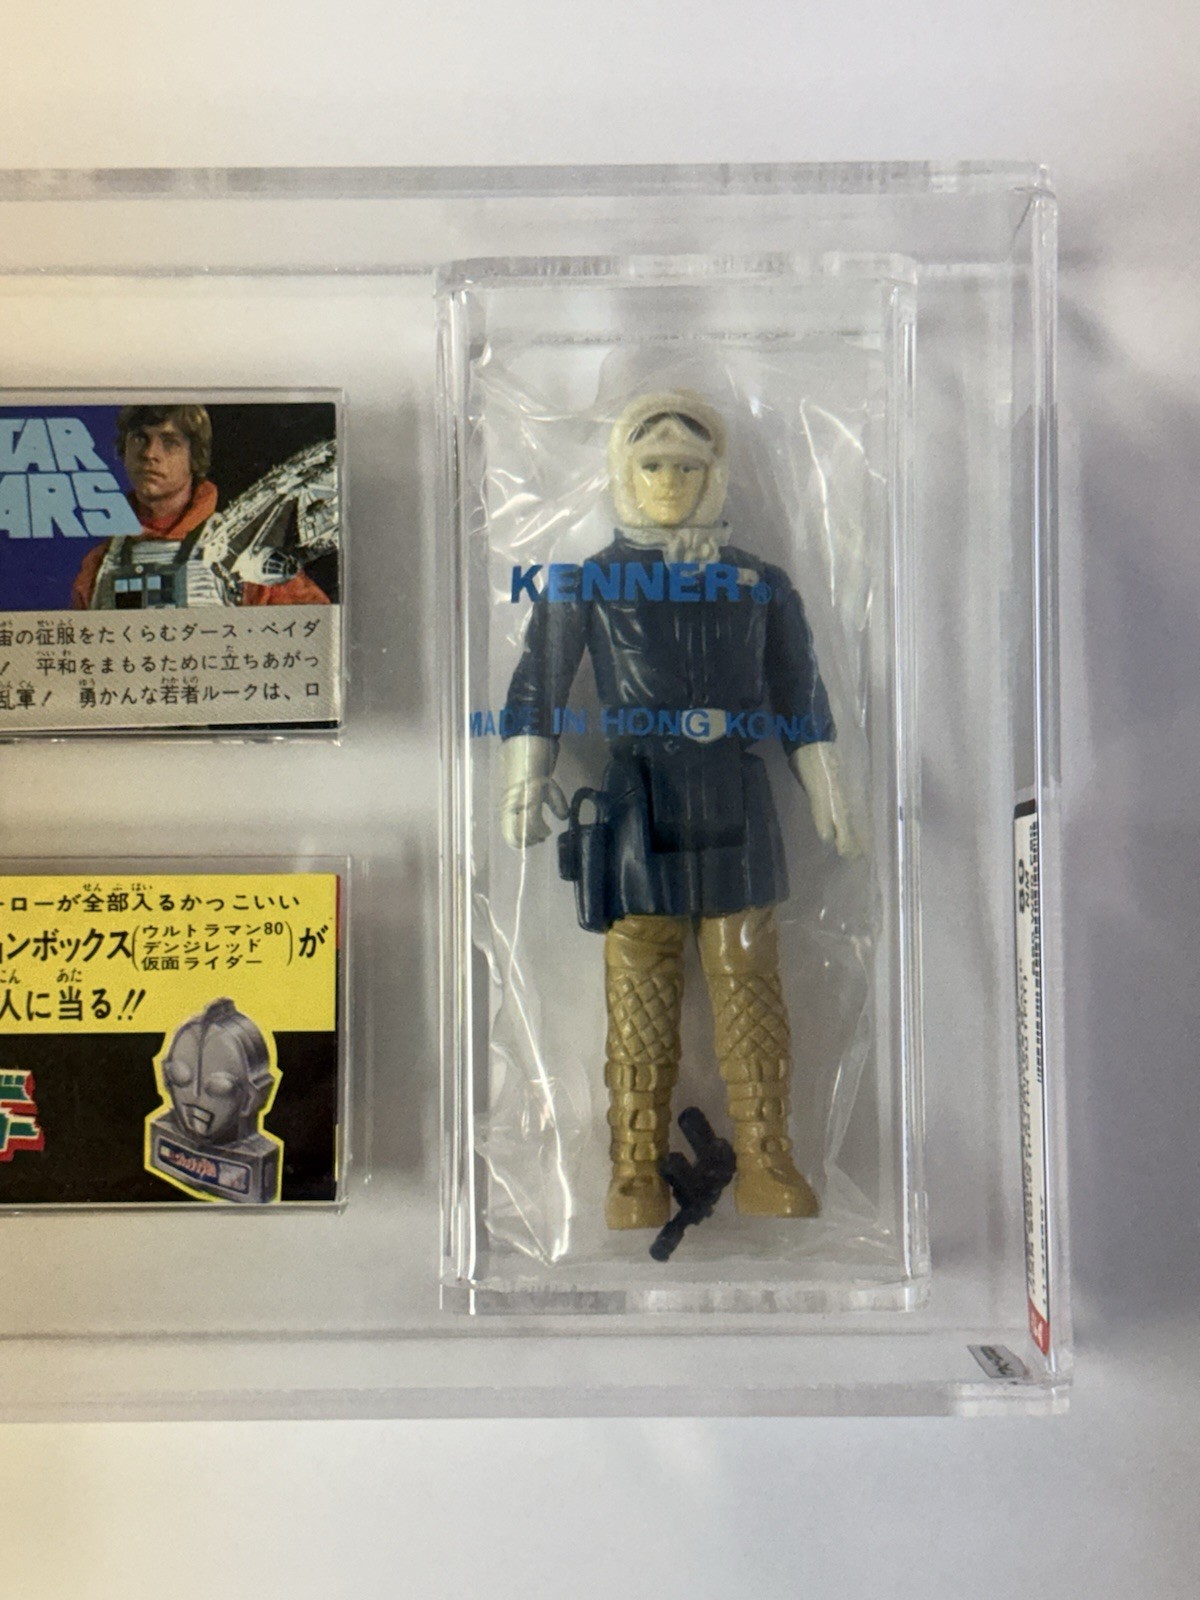 TAR
ARS
宙の征服をたくらむダース・ベイダ
! 平和をまもるために立ちあがっ
乱軍! 勇かんな若者ルークは、ロ
ーローが全部入るかっこいい
ョンボックス(ウルトラマン80
デンジレッド
仮面ライダー)が
人に当る!!
KENNER®
MADE IN HONG KONG
80